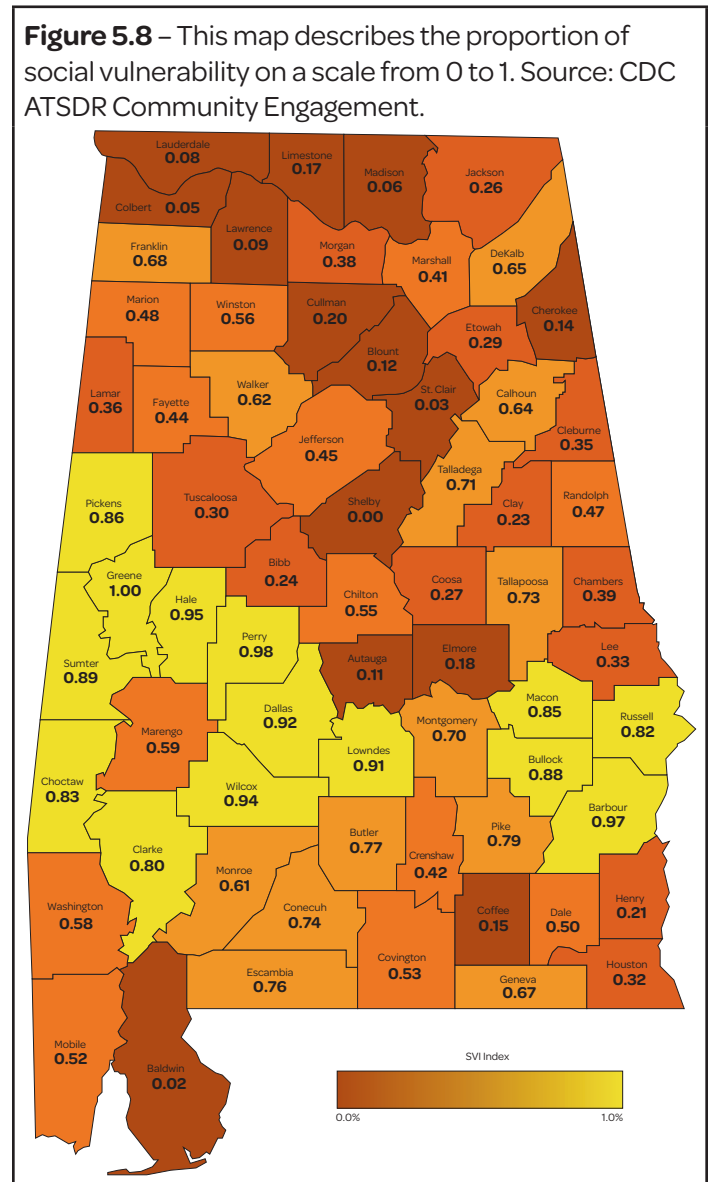 Figure 5.8 – This map describes the proportion of
social vulnerability on a scale from 0 to 1. Source: CDC
ATSDR Community Engagement.
Lauderdale
0.08
Limestone
0.17
Madison
0.06
Jackson
0.26
Colbert 0.05
Lawrence
0.09
Franklin
0.68
Morgan
0.38
Marshall
0.41
DeKalb
0.65
Marion
0.48
Winston
0.56
Cullman
0.20
Cherokee
0.14
Etowah
0.29
Blount
0.12
Lamar
0.36
Fayette
0.44
Walker
0.62
St. Clair
0.03
Calhoun
0.64
Cleburne
0.35
Jefferson
0.45
Talladega
0.71
Pickens
0.86
Tuscaloosa
0.30
Shelby
0.00
Clay
0.23
Randolph
0.47
Greene
1.00
Hale
0.95
Bibb
0.24
Chilton
0.55
Coosa
0.27
Tallapoosa
0.73
Chambers
0.39
Perry
0.98
Sumter
0.89
Autauga
0.11
Elmore
0.18
Lee
0.33
Marengo
0.59
Dallas
0.92
Montgomery
0.70
Macon
0.85
Russell
0.82
Lowndes
0.91
Choctaw
0.83
Wilcox
0.94
Bullock
0.88
Barbour
0.97
Clarke
0.80
Butler
0.77
Crenshaw
0.42
Pike
0.79
Monroe
0.61
Washington
0.58
Conecuh
0.74
Coffee
0.15
Dale
0.50
Henry
0.21
Covington
0.53
Houston
0.32
Escambia
0.76
Geneva
0.67
Mobile
0.52
Baldwin
0.02
SVI Index
0.0% 1.0%